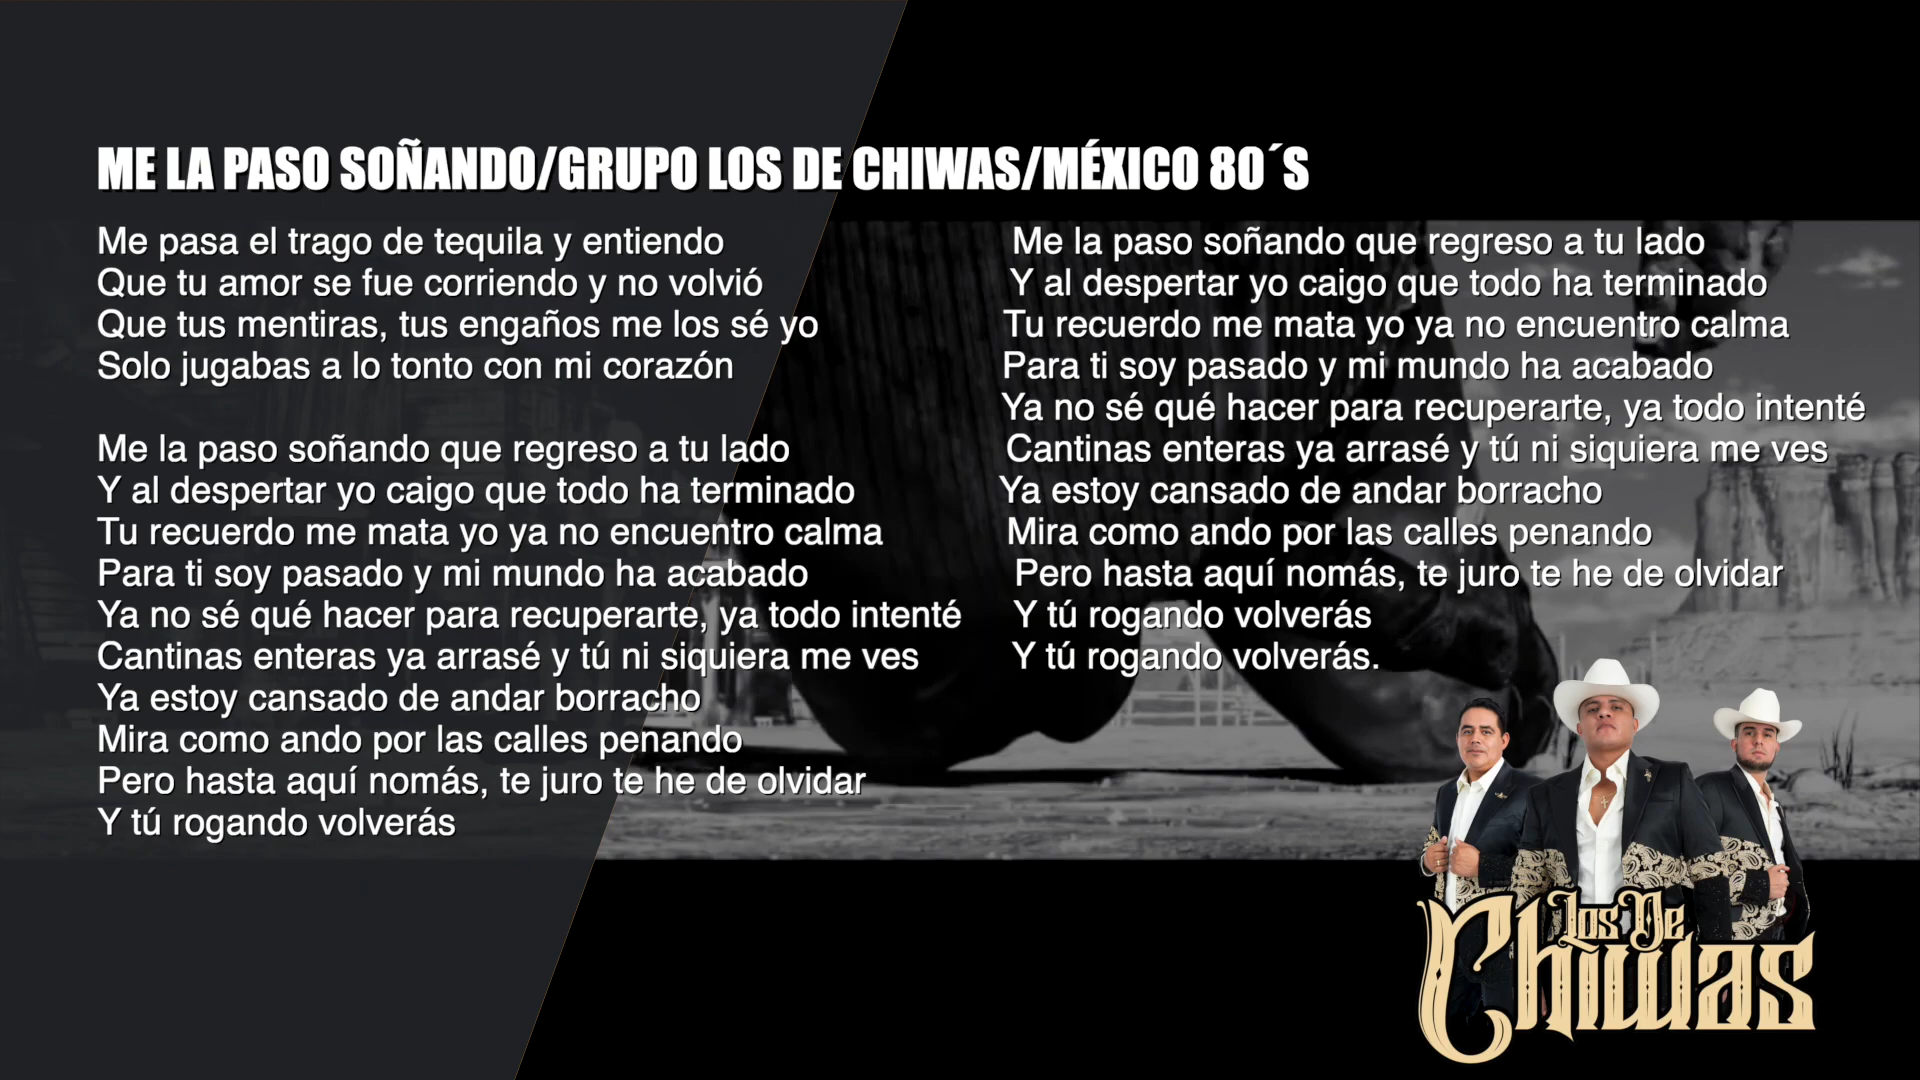 ME LA PASO SOÑANDO/GRUPO LOS DE CHIWAS/MÉXICO 80´S
Me pasa el trago de tequila y entiendo
Que tu amor se fue corriendo y no volvió
Que tus mentiras, tus engaños me los sé yo
Solo jugabas a lo tonto con mi corazón
Me la paso soñando que regreso a tu lado
Y al despertar yo caigo que todo ha terminado
Tu recuerdo me mata yo ya no encuentro calma
Para ti soy pasado y mi mundo ha acabado
Ya no sé qué hacer para recuperarte, ya todo intenté
Cantinas enteras ya arrasé y tú ni siquiera me ves
Ya estoy cansado de andar borracho
Mira como ando por las calles penando
Pero hasta aquí nomás, te juro te he de olvidar
Y tú rogando volverás
Me la paso soñando que regreso a tu lado
Y al despertar yo caigo que todo ha terminado
Tu recuerdo me mata yo ya no encuentro calma
Para ti soy pasado y mi mundo ha acabado
Ya no sé qué hacer para recuperarte, ya todo intenté
Cantinas enteras ya arrasé y tú ni siquiera me ves
Ya estoy cansado de andar borracho
Mira como ando por las calles penando
Pero hasta aquí nomás, te juro te he de olvidar
Y tú rogando volverás
Y tú rogando volverás.
Los De
Chiwas